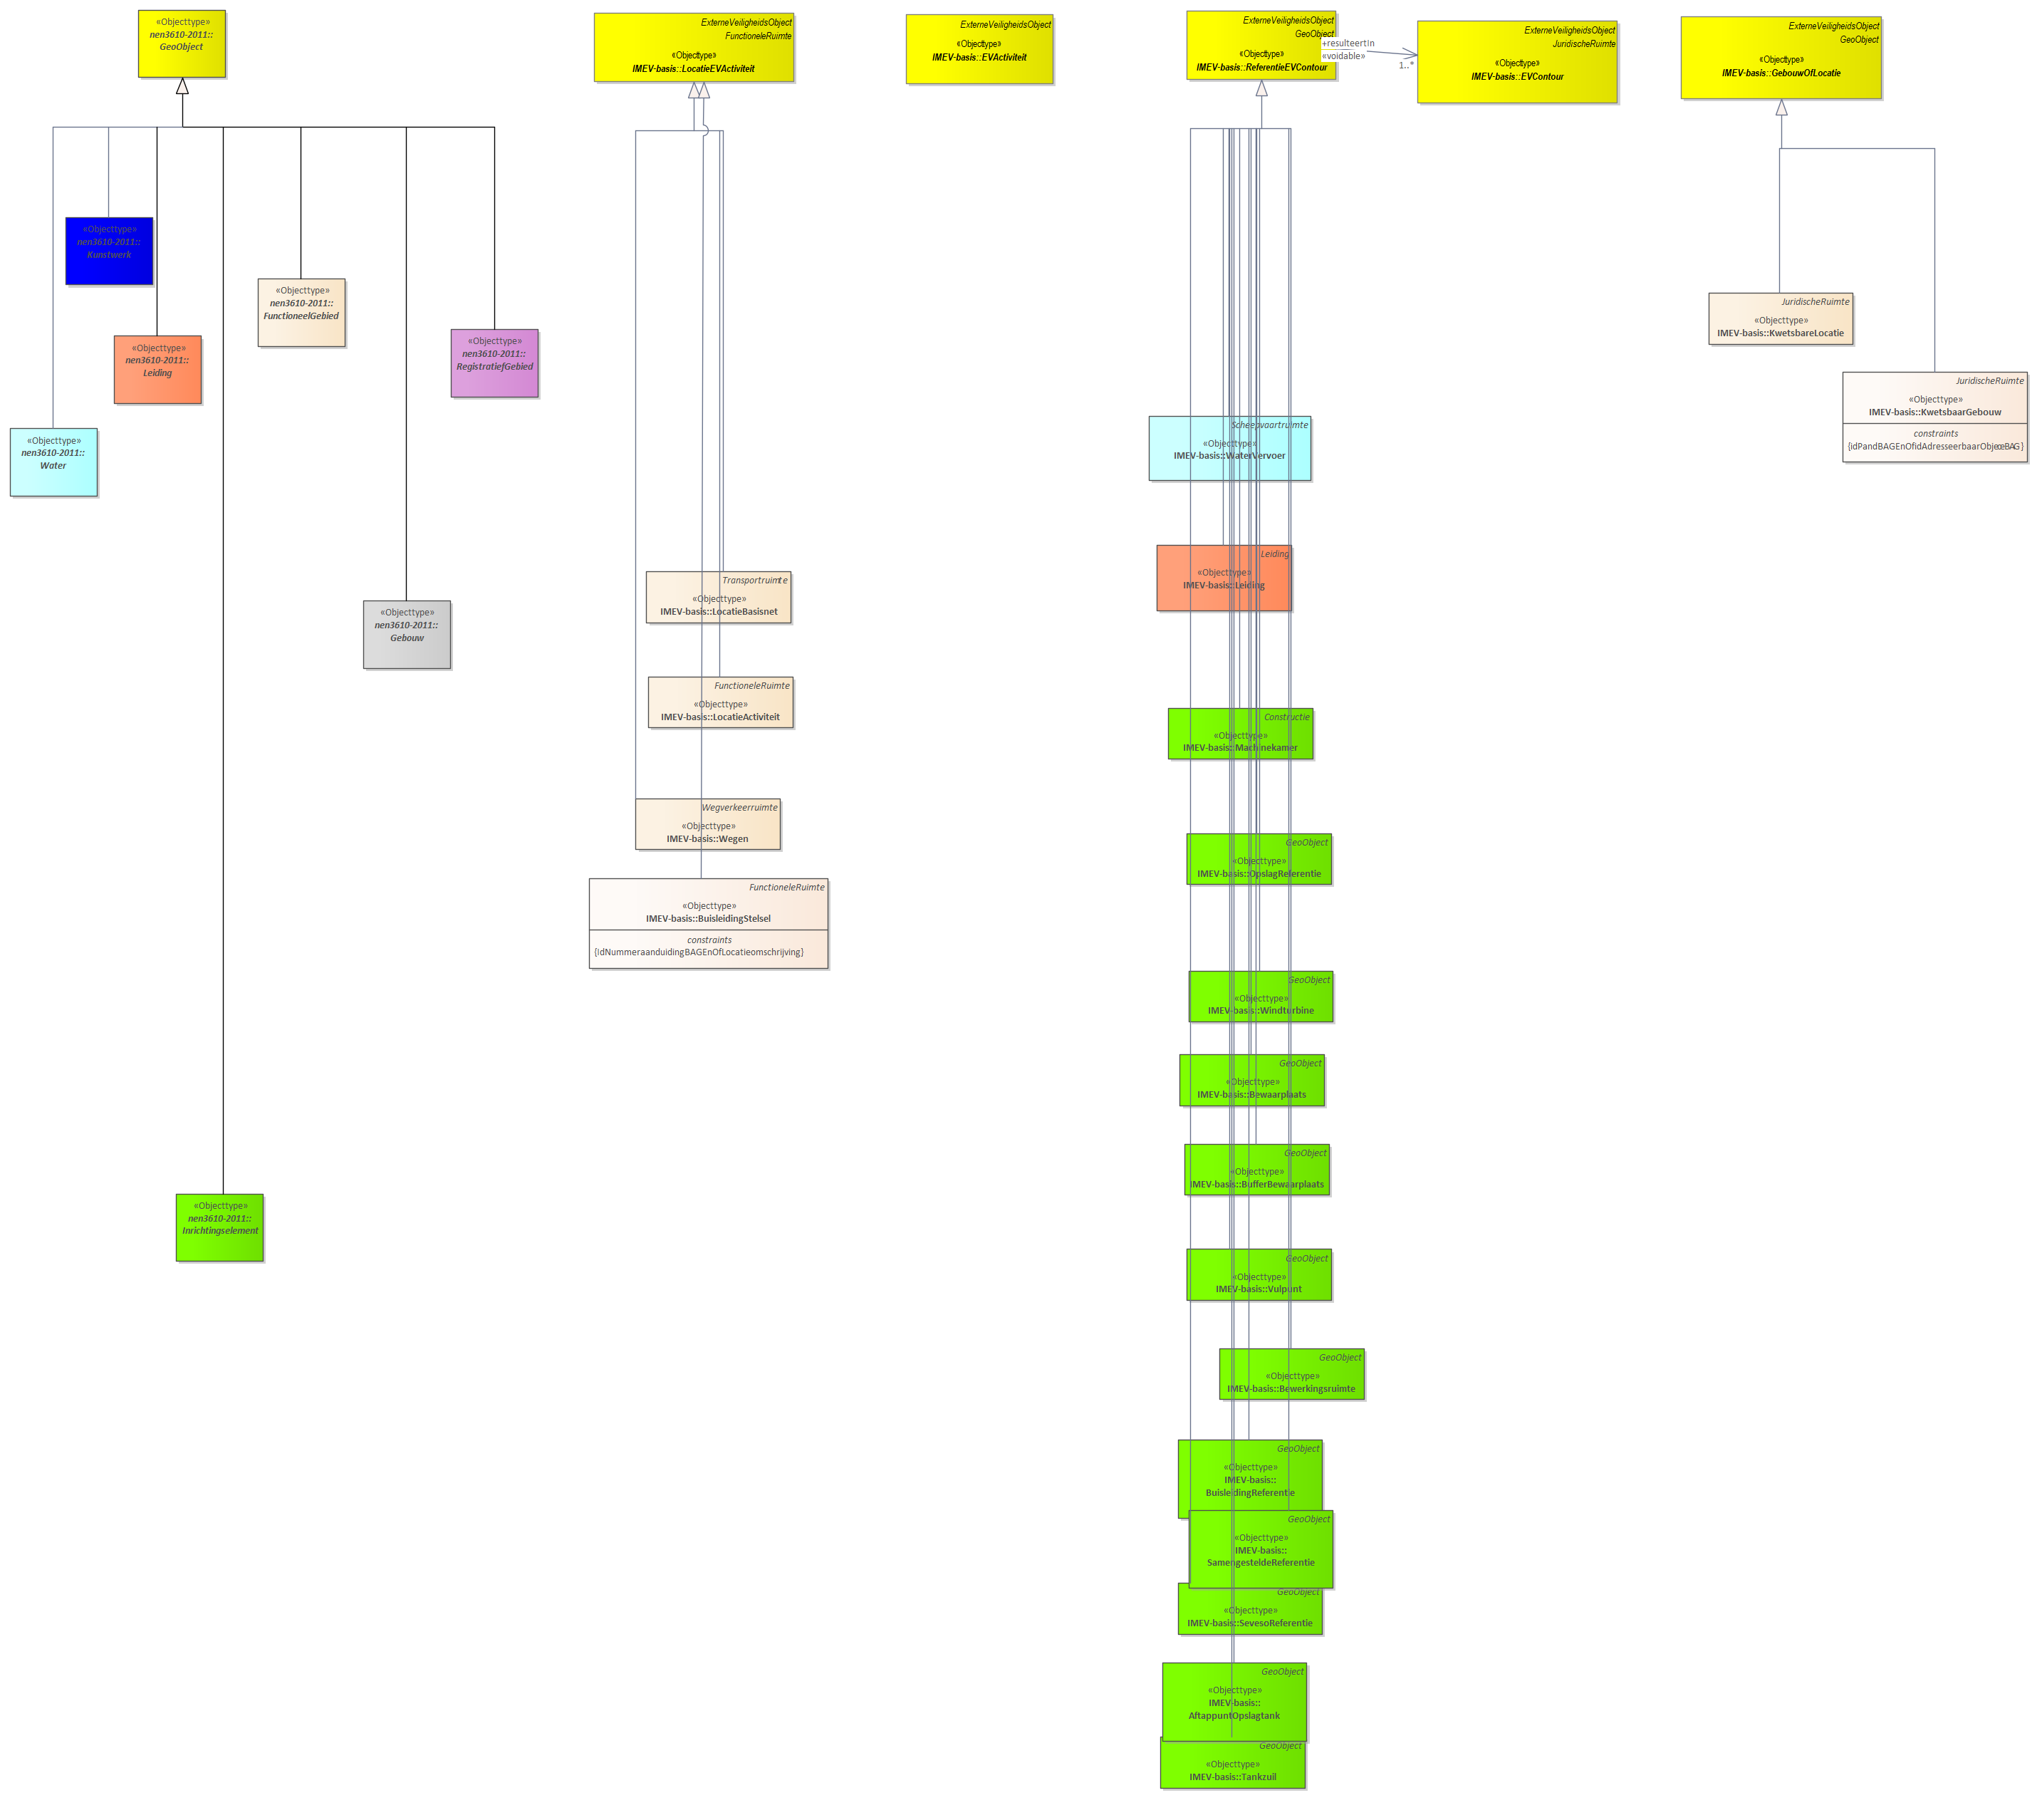 «Objecttype»
nen3610-2011::
GeoObject
ExterneVeiligheidsObject
FunctioneleRuimte
«Objecttype»
IMEV-basis::LocatieEVActiviteit
ExterneVeiligheidsObject
«Objecttype»
IMEV-basis::EVActiviteit
ExterneVeiligheidsObject
GeoObject
«Objecttype»
IMEV-basis::ReferentieEVContour
+resulteertIn
«voidable»
1..*
ExterneVeiligheidsObject
JuridischeRuimte
«Objecttype»
IMEV-basis::EVContour
ExterneVeiligheidsObject
GeoObject
«Objecttype»
IMEV-basis::GebouwOfLocatie
«Objecttype»
nen3610-2011::
Kunstwerk
«Objecttype»
nen3610-2011::
FunctioneelGebied
«Objecttype»
nen3610-2011::
Leiding
«Objecttype»
nen3610-2011::
RegistratiefGebied
«Objecttype»
nen3610-2011::
Water
«Objecttype»
nen3610-2011::
Gebouw
«Objecttype»
nen3610-2011::
Inrichtingselement
Transportruimte
«Objecttype»
IMEV-basis::LocatieBasisnet
FunctioneleRuimte
«Objecttype»
IMEV-basis::LocatieActiviteit
Wegverkeerruimte
«Objecttype»
IMEV-basis::Wegen
FunctioneleRuimte
«Objecttype»
IMEV-basis::BuisleidingStelsel
constraints
{idNummeraanduidingBAGEnOfLocatieomschrijving}
Scheepvaartruimte
«Objecttype»
IMEV-basis::WaterVervoer
Leiding
«Objecttype»
IMEV-basis::Leiding
Constructie
«Objecttype»
IMEV-basis::Machinekamer
GeoObject
«Objecttype»
IMEV-basis::OpslagReferentie
GeoObject
«Objecttype»
IMEV-basis::Windturbine
GeoObject
«Objecttype»
IMEV-basis::Bewaarplaats
GeoObject
«Objecttype»
IMEV-basis::BufferBewaarplaats
GeoObject
«Objecttype»
IMEV-basis::Vulpunt
GeoObject
«Objecttype»
IMEV-basis::Bewerkingsruimte
GeoObject
«Objecttype»
IMEV-basis::
BuisleidingReferentie
GeoObject
«Objecttype»
IMEV-basis::
SamengesteldeReferentie
GeoObject
«Objecttype»
IMEV-basis::SevesoReferentie
GeoObject
«Objecttype»
IMEV-basis::
AftappuntOpslagtank
GeoObject
«Objecttype»
IMEV-basis::Tankzuil
JuridischeRuimte
«Objecttype»
IMEV-basis::KwetsbareLocatie
JuridischeRuimte
«Objecttype»
IMEV-basis::KwetsbaarGebouw
constraints